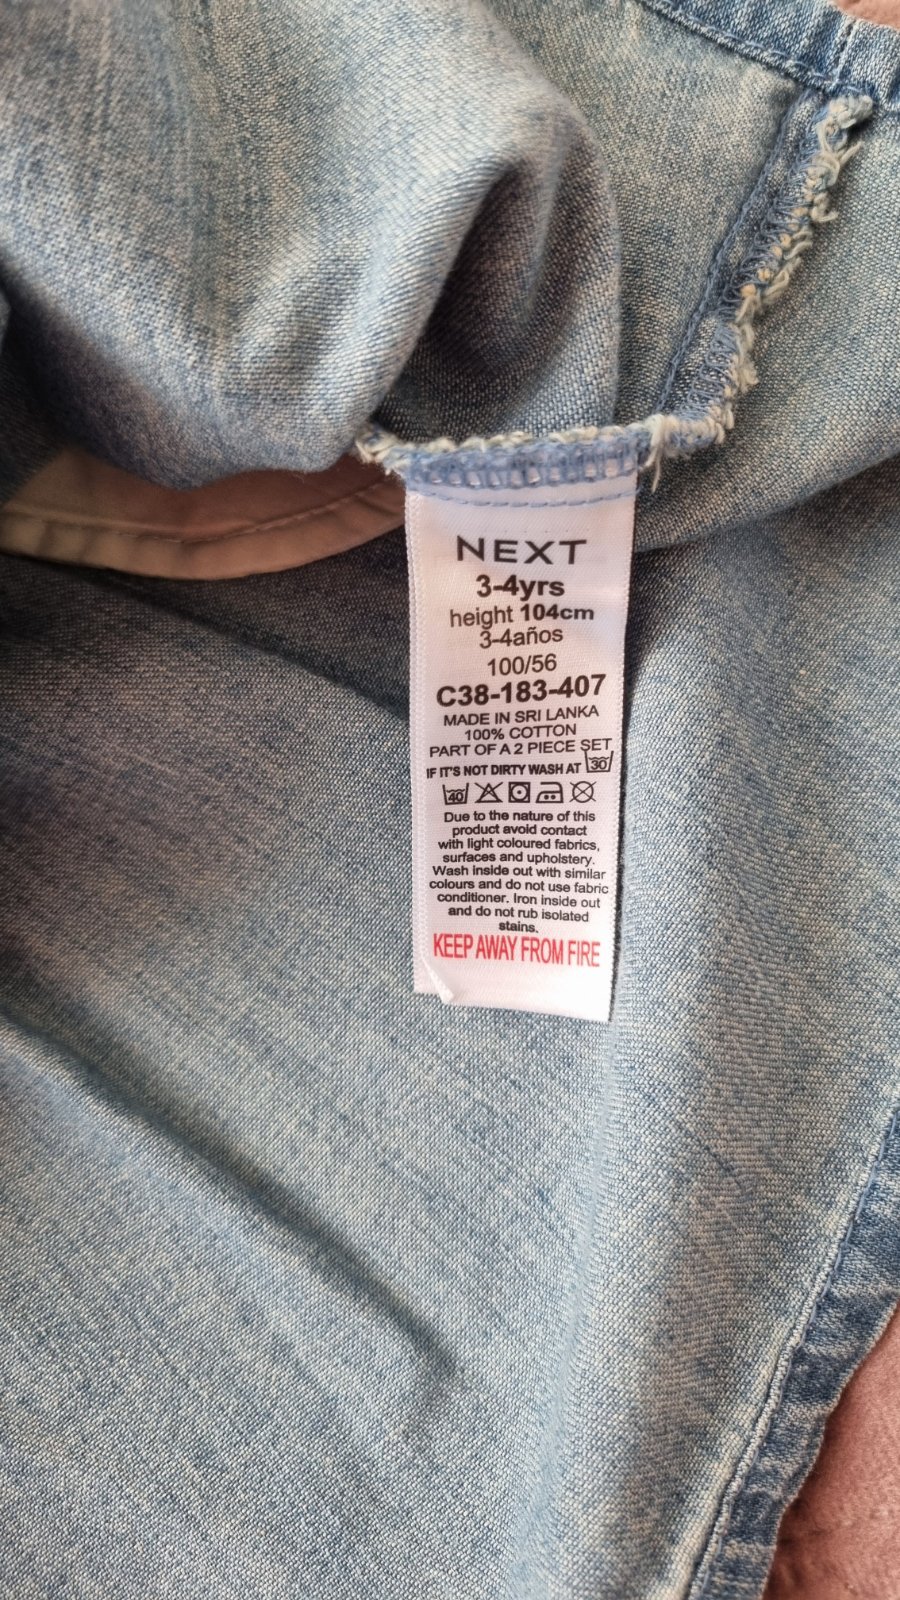 NEXT
3-4yrs
height 104cm
3-4años
100/56
C38-183-407
MADE IN SRI LANKA
100% COTTON
PART OF A 2 PIECE SET
IF IT'S NOT DIRTY WASH AT 30
40
Due to the nature of this
product avoid contact
with light coloured fabrics,
surfaces and upholstery.
Wash inside out with similar
colours and do not use fabric
conditioner. Iron inside out
and do not rub isolated
stains.
KEEP AWAY FROM FIRE